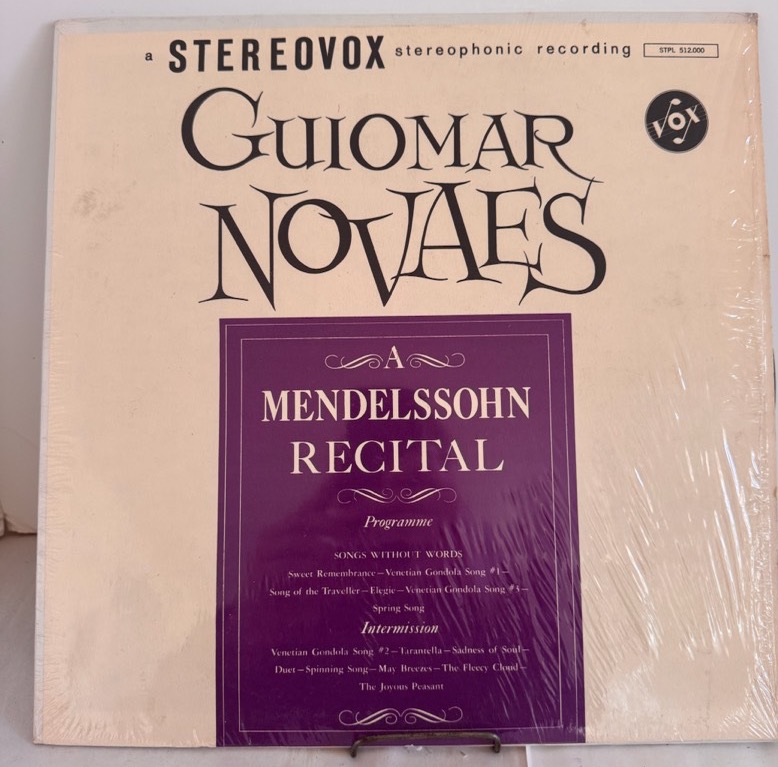 a STEREOVOX stereophonic recording STPL 512.000
GUIOMAR
VOX
NOVAES
A
MENDELSSOHN
RECITAL
Programme
SONGS WITHOUT WORDS
Sweet Remembrance — Venetian Gondola Song #1 —
Song of the Traveller — Elegie — Venetian Gondola Song #3 —
Spring Song
Intermission
Venetian Gondola Song #2 — Tarantella — Sadness of Soul —
Duet — Spinning Song — May Breezes — The Fleecy Cloud —
The Joyous Peasant